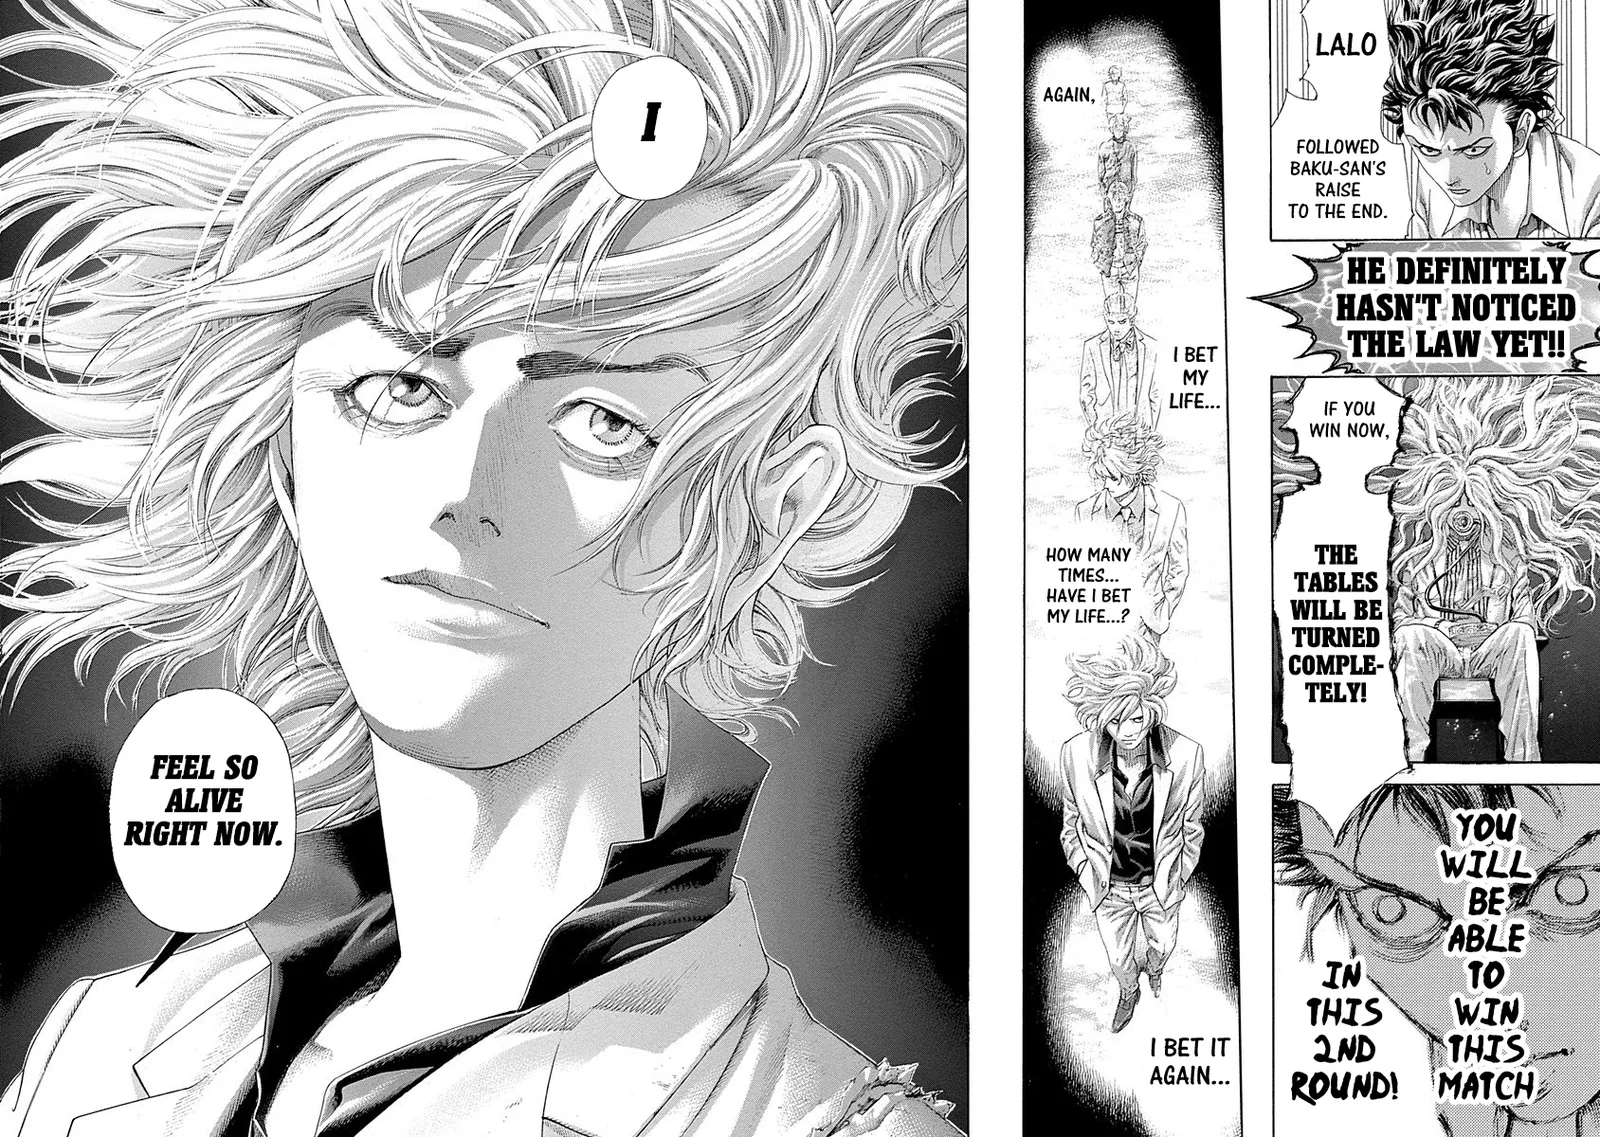 LALO
FOLLOWED
BAKU-SAN'S
RAISE
TO THE END.
HE DEFINITELY
HASN'T NOTICED
THE LAW YET!!
IF YOU
WIN NOW,
THE
TABLES
WILL BE
TURNED
COMPLE-
TELY!
YOU
WILL
BE
ABLE
TO
WIN
THIS
MATCH
IN
THIS
2ND
ROUND!
AGAIN,
I BET
MY
LIFE...
HOW MANY
TIMES...
HAVE I BET
MY LIFE...?
I BET IT
AGAIN...
I
FEEL SO
ALIVE
RIGHT NOW.